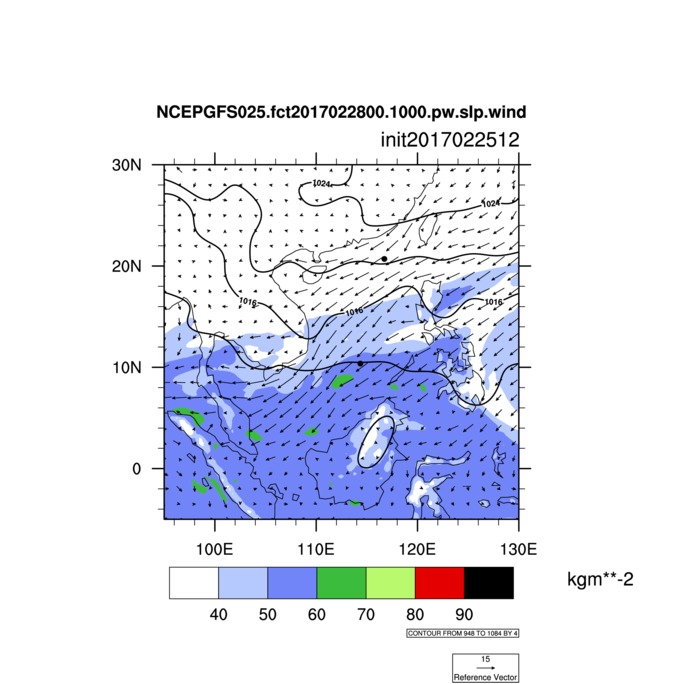 NCEPGFS025.fct2017022800.1000.pw.slp.wind
init2017022512
30N
1024
1024
20N
1016
1016
1016
10N
0
100E
110E
120E
130E
kgm**-2
40
50
60
70
80
90
CONTOUR FROM 948 TO 1084 BY 4
15
Reference Vector